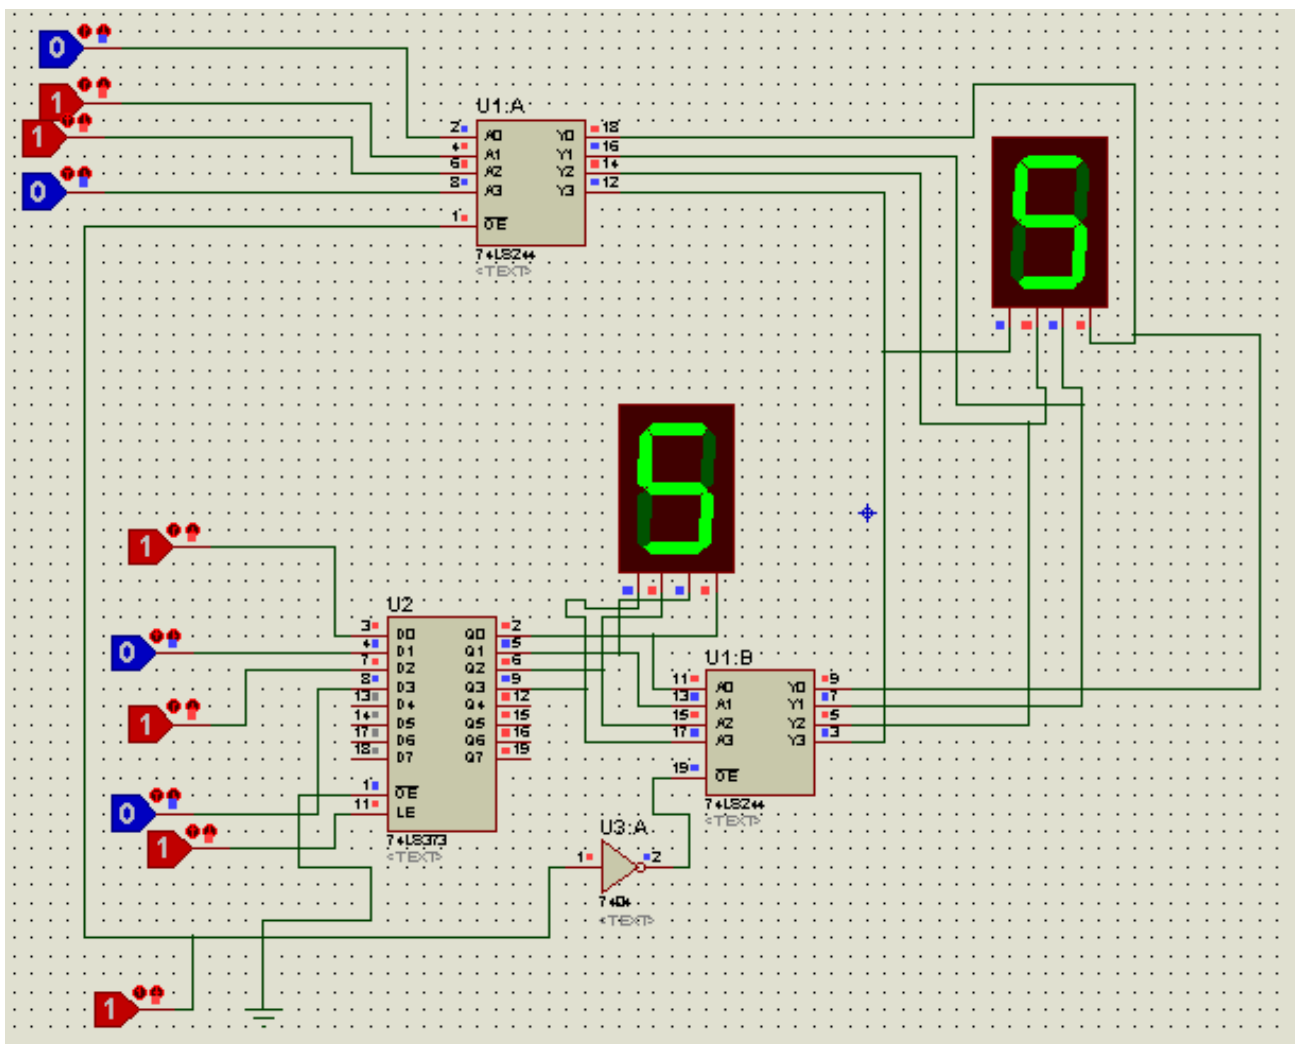 0
1
1
0
U1:A
2 A0 Y0 18
4 A1 Y1 16
6 A2 Y2 14
8 A3 Y3 12
1 OE
74LS244
<TEXT>
1
0
1
0
1
U2
3 D0 Q0 2
4 D1 Q1 5
7 D2 Q2 6
8 D3 Q3 9
13 D4 Q4 12
14 D5 Q5 15
17 D6 Q6 16
18 D7 Q7 19
1 OE
11 LE
74LS373
<TEXT>
U1:B
11 A0 Y0 9
13 A1 Y1 7
15 A2 Y2 5
17 A3 Y3 3
19 OE
74LS244
<TEXT>
U3:A
1 2
7404
<TEXT>
1
5
5